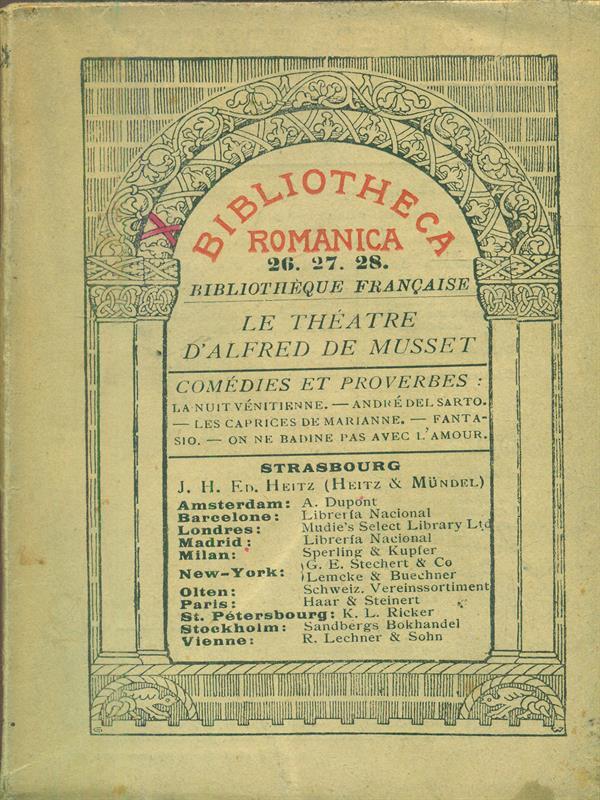 BIBLIOTHECA
ROMANICA
26. 27. 28.
BIBLIOTHÈQUE FRANÇAISE
LE THÉATRE
D'ALFRED DE MUSSET
COMÉDIES ET PROVERBES :
LA NUIT VÉNITIENNE. — ANDRÉ DEL SARTO.
— LES CAPRICES DE MARIANNE. — FANTA-
SIO. — ON NE BADINE PAS AVEC L'AMOUR.
STRASBOURG
J. H. ED. HEITZ (HEITZ & MÜNDEL)
Amsterdam: A. Dupont
Barcelone: Librería Nacional
Londres: Mudie's Select Library Ltd
Madrid: Librería Nacional
Milan: Sperling & Kupfer
New-York: G. E. Stechert & Co
Lemcke & Buechner
Olten: Schweiz. Vereinssortiment
Paris: Haar & Steinert
St. Pétersbourg: K. L. Ricker
Stockholm: Sandbergs Bokhandel
Vienne: R. Lechner & Sohn